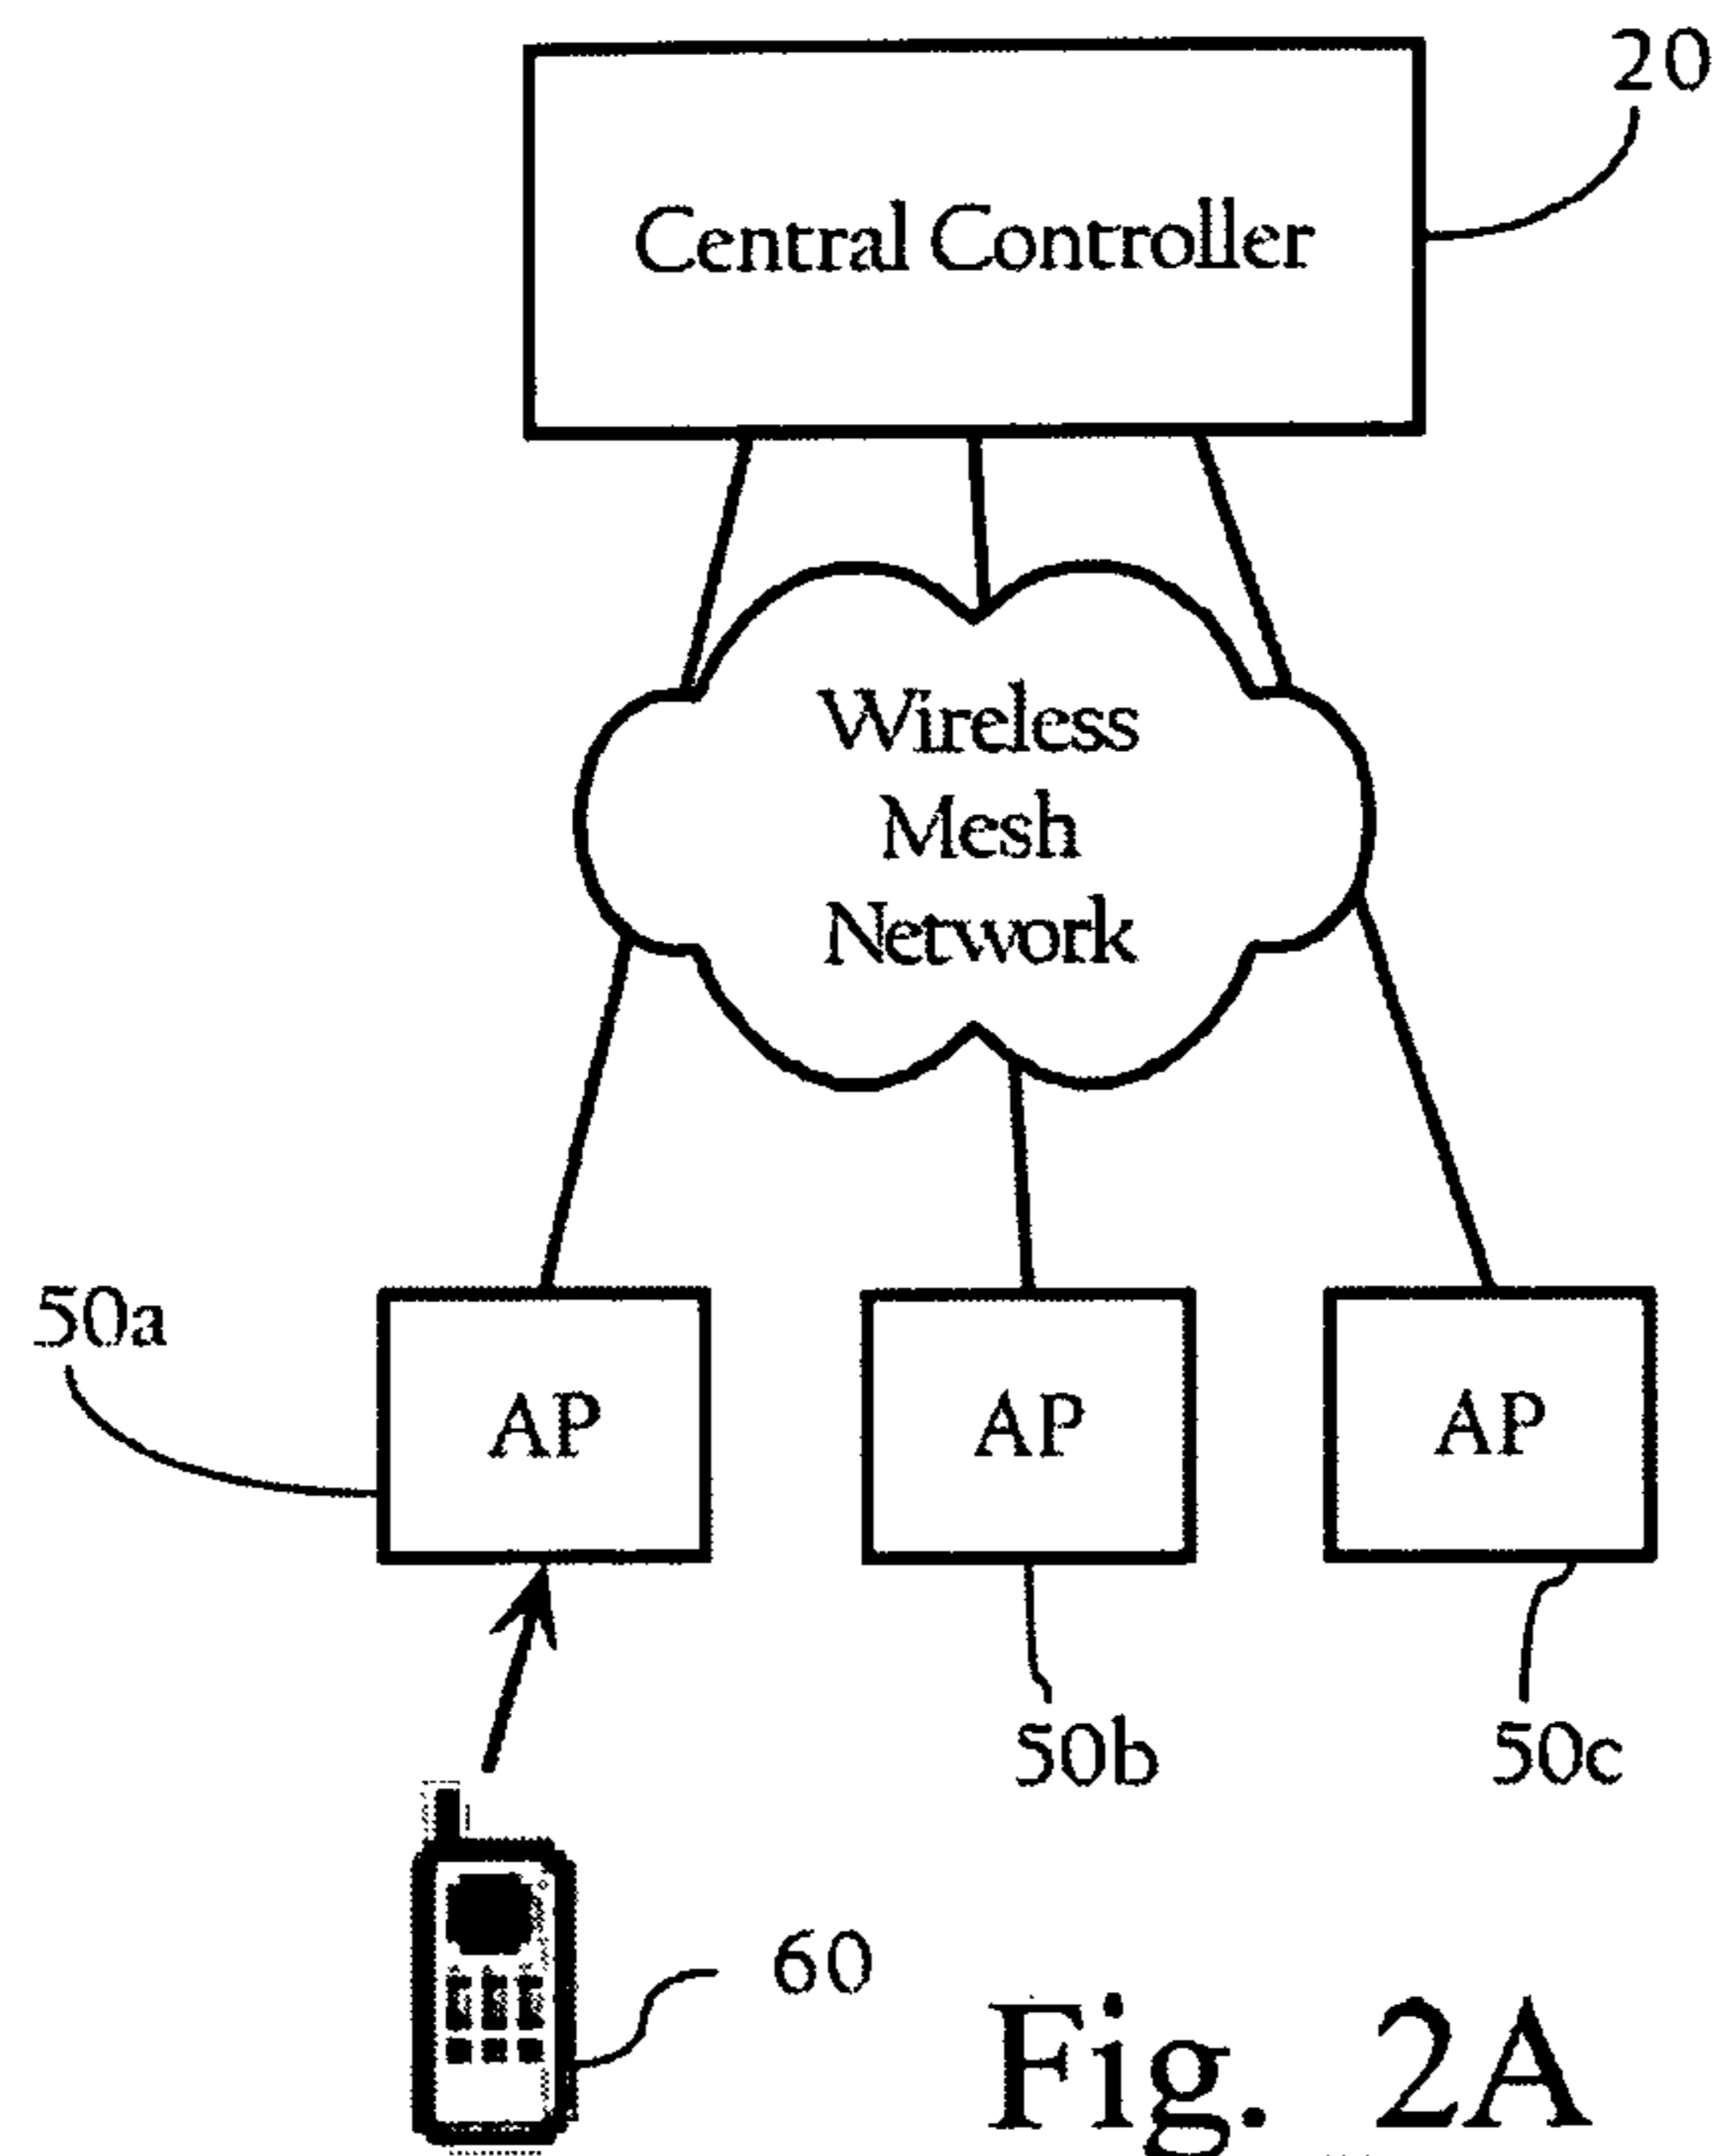 20
Central Controller
Wireless
Mesh
Network
50a
AP
AP
AP
50b
50c
60
Fig. 2A